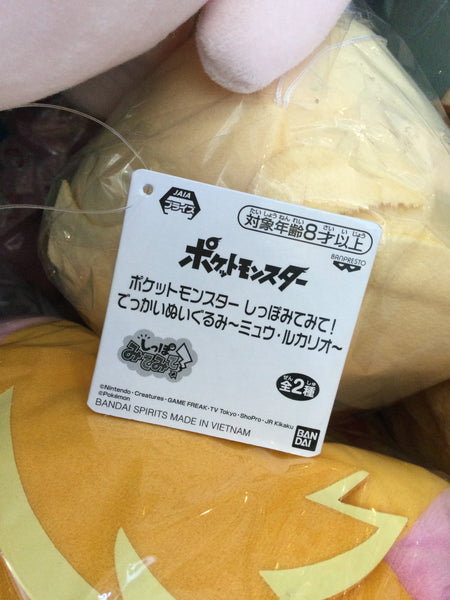 JAIA
プライズ
たいしょうねんれい さい いじょう
対象年齢8才以上
BANPRESTO
ポケットモンスター
ポケットモンスター しっぽみてみて!
でっかいぬいぐるみ~ミュウ・ルカリオ~
しっぽ
みてみて
ぜん しゅ
全2種
©Nintendo・Creatures・GAME FREAK・TV Tokyo・ShoPro・JR Kikaku
©Pokémon
BANDAI SPIRITS MADE IN VIETNAM
BAN
DAI